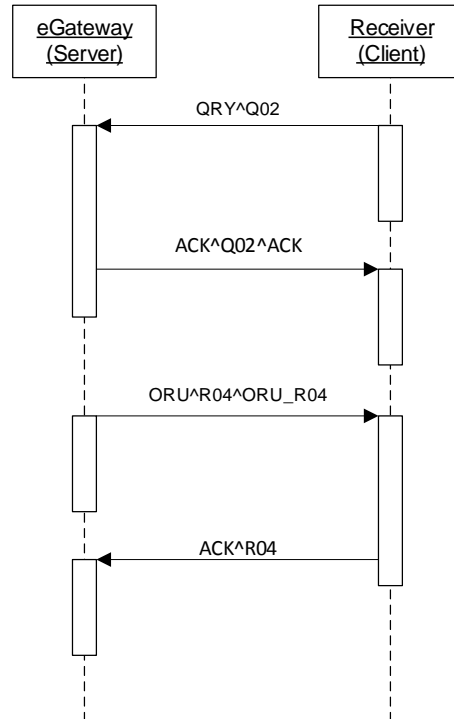 eGateway
(Server)
Receiver
(Client)
QRY^Q02
ACK^Q02^ACK
ORU^R04^ORU_R04
ACK^R04